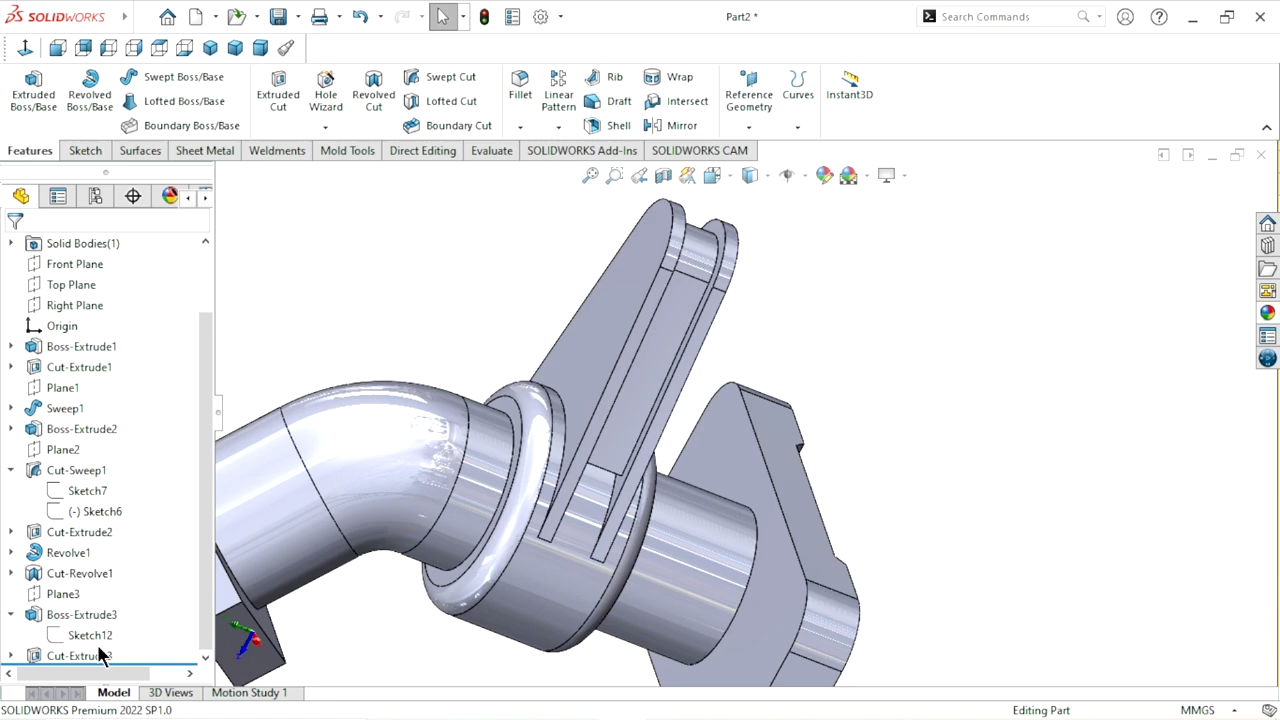 SOLIDWORKS
Part2 *
Search Commands
Extruded Boss/Base
Revolved Boss/Base
Swept Boss/Base
Lofted Boss/Base
Boundary Boss/Base
Extruded Cut
Hole Wizard
Revolved Cut
Swept Cut
Lofted Cut
Boundary Cut
Fillet
Linear Pattern
Rib
Draft
Shell
Wrap
Intersect
Mirror
Reference Geometry
Curves
Instant3D
Features
Sketch
Surfaces
Sheet Metal
Weldments
Mold Tools
Direct Editing
Evaluate
SOLIDWORKS Add-Ins
SOLIDWORKS CAM
Solid Bodies(1)
Front Plane
Top Plane
Right Plane
Origin
Boss-Extrude1
Cut-Extrude1
Plane1
Sweep1
Boss-Extrude2
Plane2
Cut-Sweep1
Sketch7
(-) Sketch6
Cut-Extrude2
Revolve1
Cut-Revolve1
Plane3
Boss-Extrude3
Sketch12
Model
3D Views
Motion Study 1
SOLIDWORKS Premium 2022 SP1.0
Editing Part
MMGS